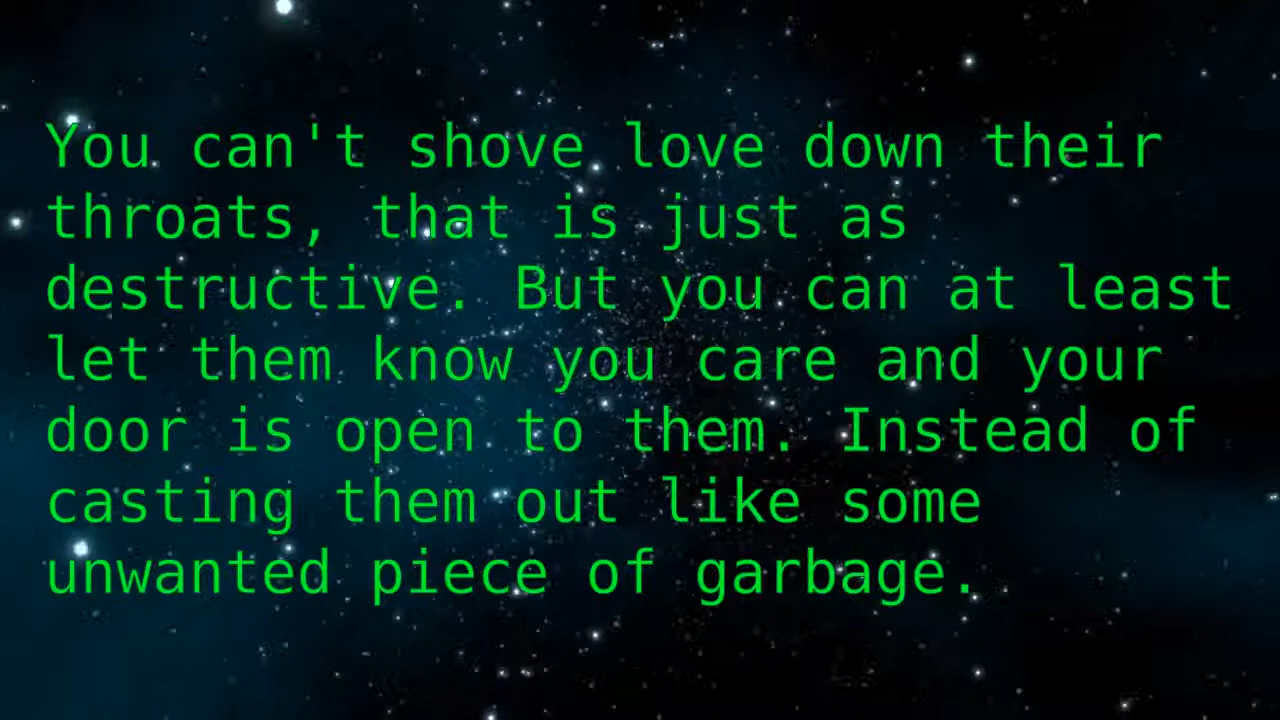 You can't shove love down their
throats, that is just as
destructive. But you can at least
let them know you care and your
door is open to them. Instead of
casting them out like some
unwanted piece of garbage.